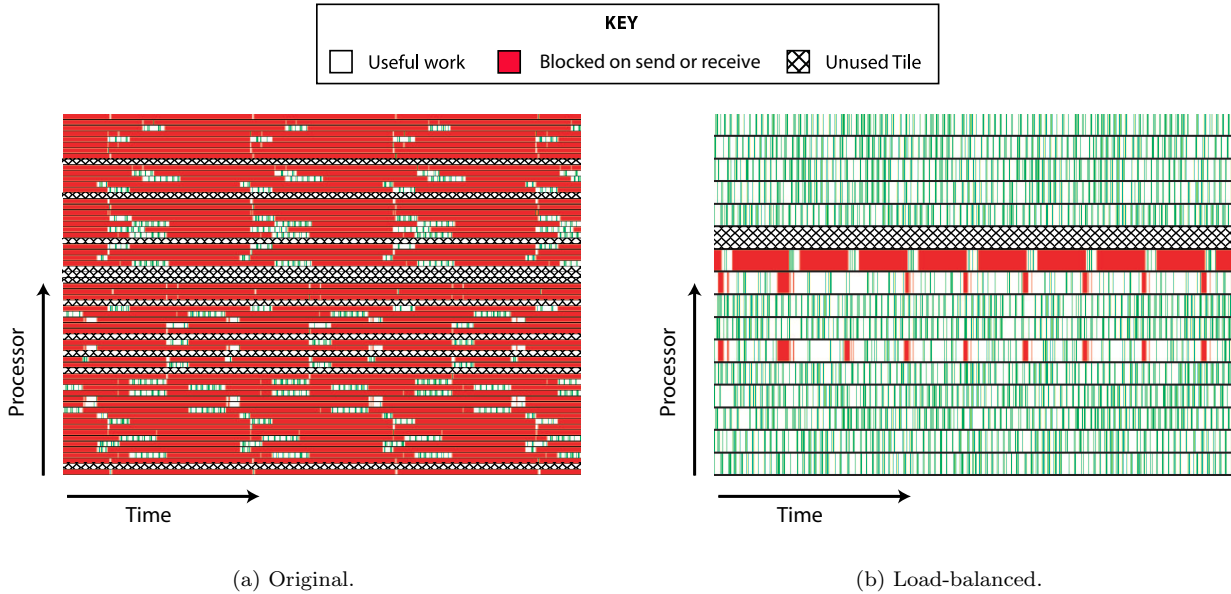 KEY
Useful work
Blocked on send or receive
Unused Tile
Processor
Time
(a) Original.
Processor
Time
(b) Load-balanced.